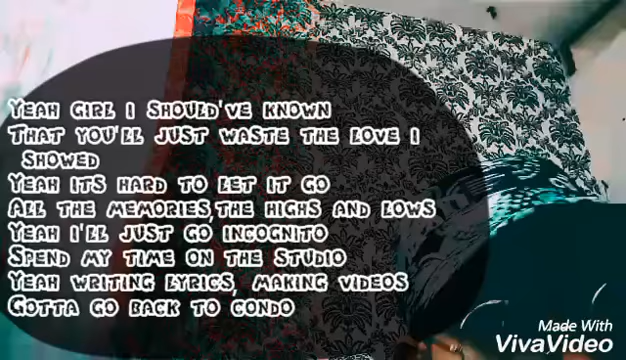 YEAH GIRL I SHOULD'VE KNOWN
THAT YOU'LL JUST WASTE THE LOVE I
SHOWED
YEAH ITS HARD TO LET IT GO
ALL THE MEMORIES,THE HIGHS AND LOWS
YEAH I'LL JUST GO INCOGNITO
SPEND MY TIME ON THE STUDIO
YEAH WRITING LYRICS, MAKING VIDEOS
GOTTA GO BACK TO CONDO
Made With
VivaVideo